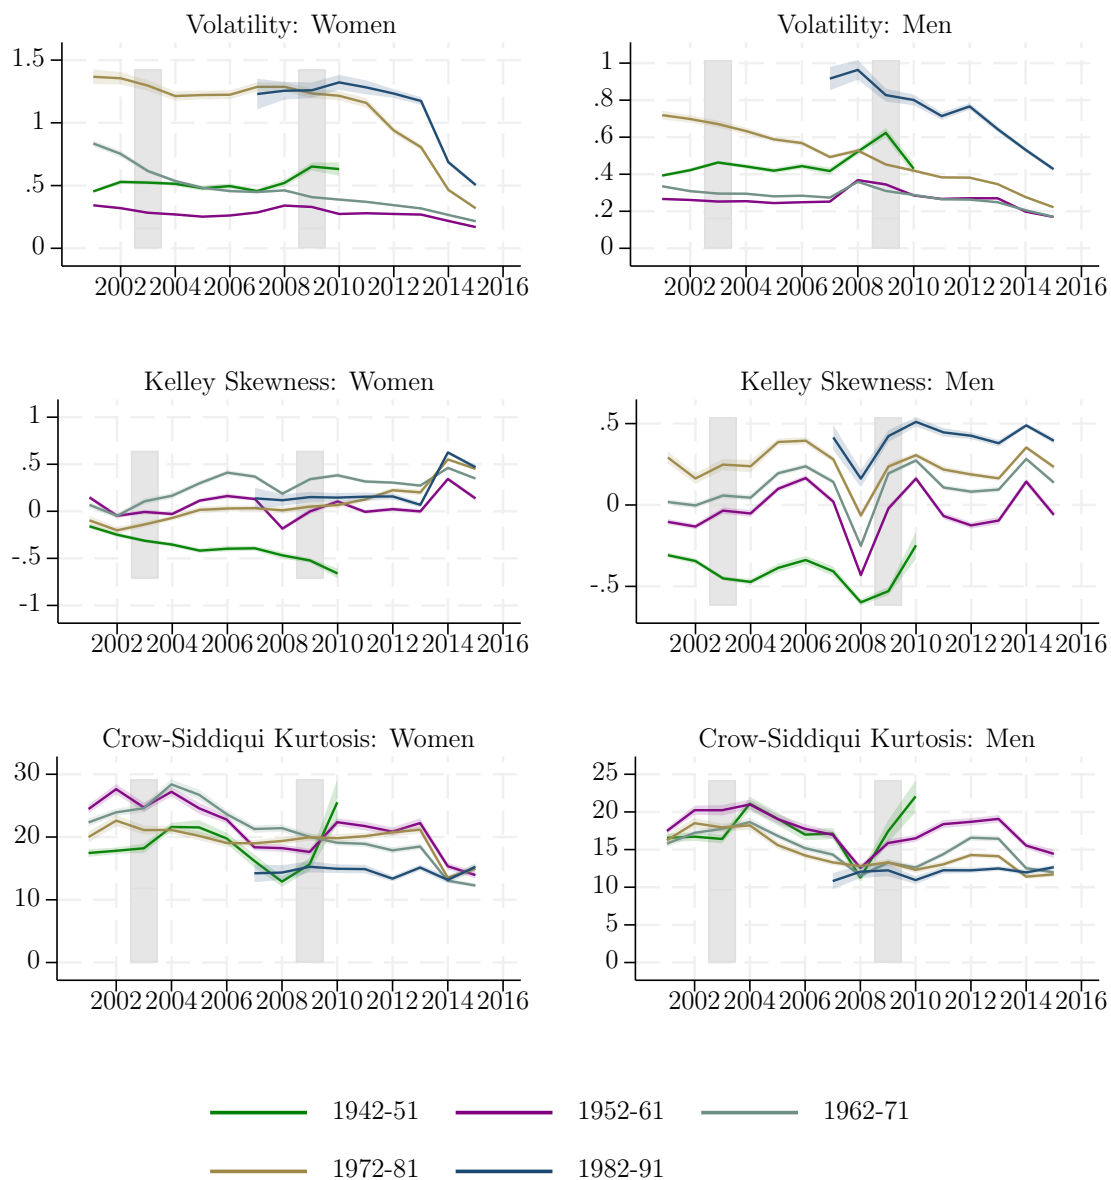 Volatility: Women
1.5
1
.5
0
2002 2004 2006 2008 2010 2012 2014 2016
Volatility: Men
1
.8
.6
.4
.2
0
2002 2004 2006 2008 2010 2012 2014 2016
Kelley Skewness: Women
1
.5
0
-.5
-1
2002 2004 2006 2008 2010 2012 2014 2016
Kelley Skewness: Men
.5
0
-.5
2002 2004 2006 2008 2010 2012 2014 2016
Crow-Siddiqui Kurtosis: Women
30
20
10
0
2002 2004 2006 2008 2010 2012 2014 2016
Crow-Siddiqui Kurtosis: Men
25
20
15
10
5
0
2002 2004 2006 2008 2010 2012 2014 2016
1942-51 1952-61 1962-71
1972-81 1982-91